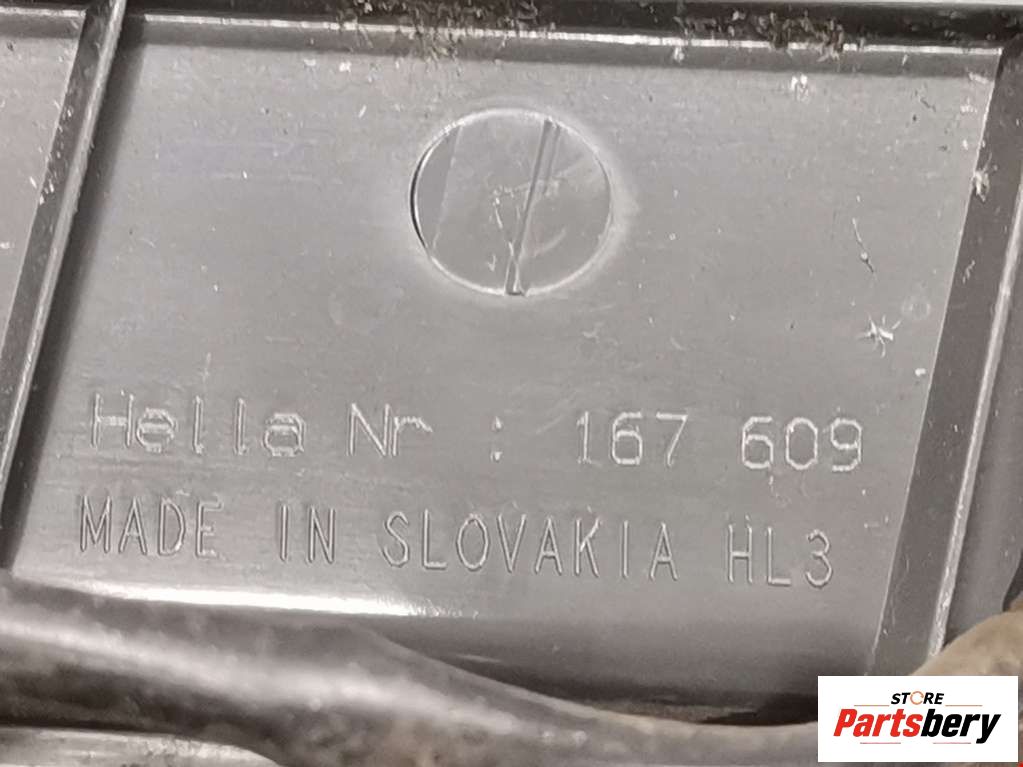 Hella Nr : 167 609
MADE IN SLOVAKIA HL3
STORE
Partsbery